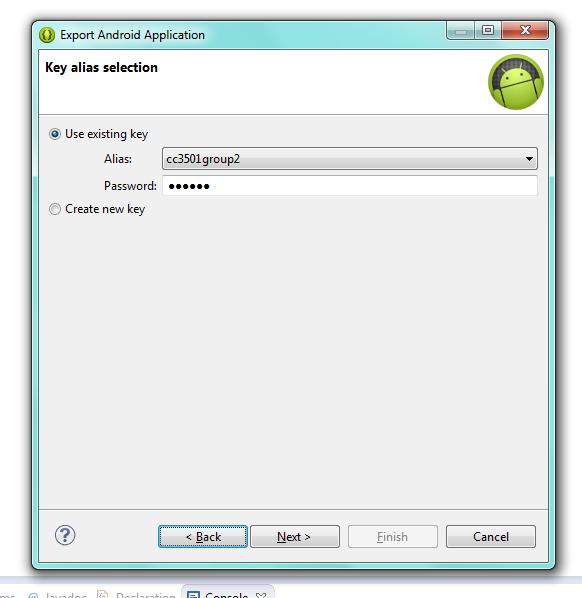 Export Android Application
Key alias selection
Use existing key
Alias: cc3501group2
Password: ●●●●●●
Create new key
? < Back Next > Finish Cancel
@ Javadoc Declaration Console